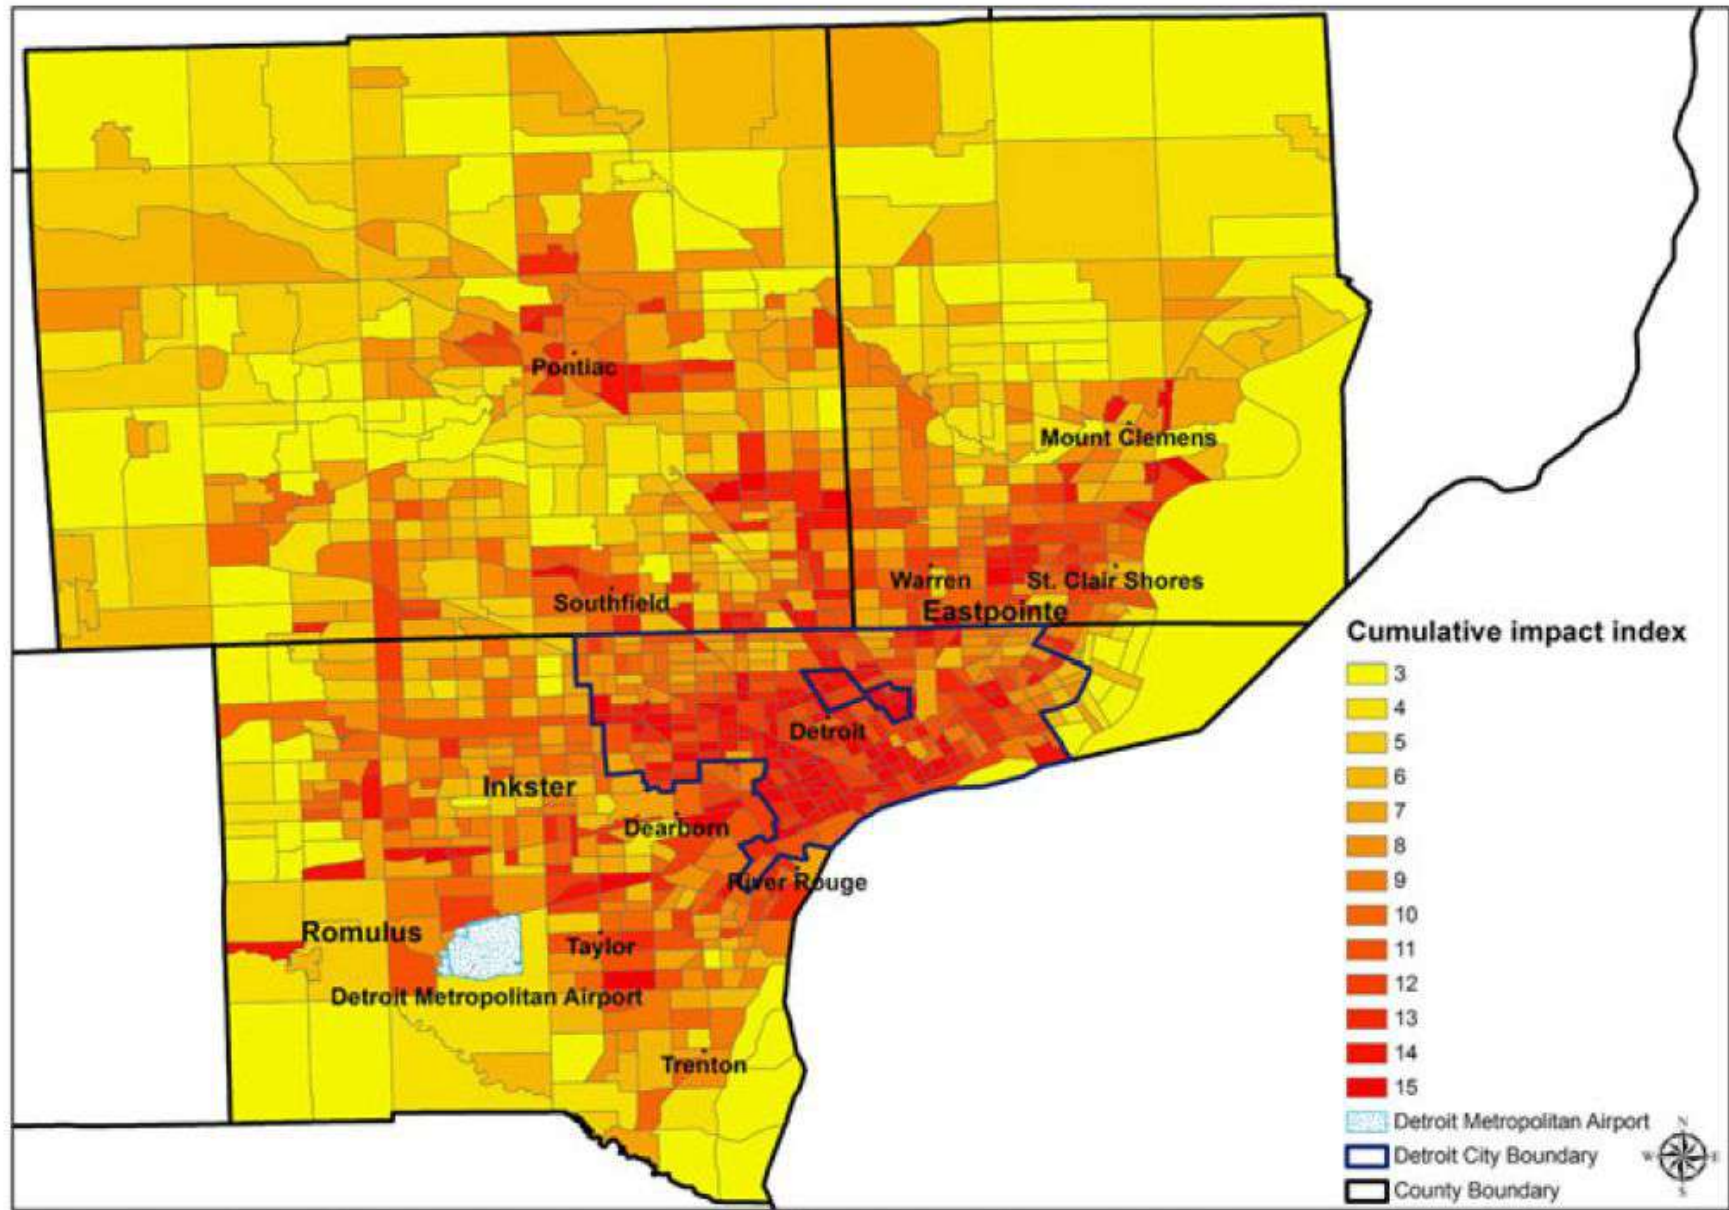 Pontiac
Mount Clemens
Warren
St. Clair Shores
Southfield
Eastpointe
Cumulative impact index
3
4
5
6
7
8
9
10
11
12
13
14
15
Detroit
Inkster
Dearborn
River Rouge
Romulus
Taylor
Detroit Metropolitan Airport
Trenton
Detroit Metropolitan Airport
Detroit City Boundary
County Boundary
N
W
E
S